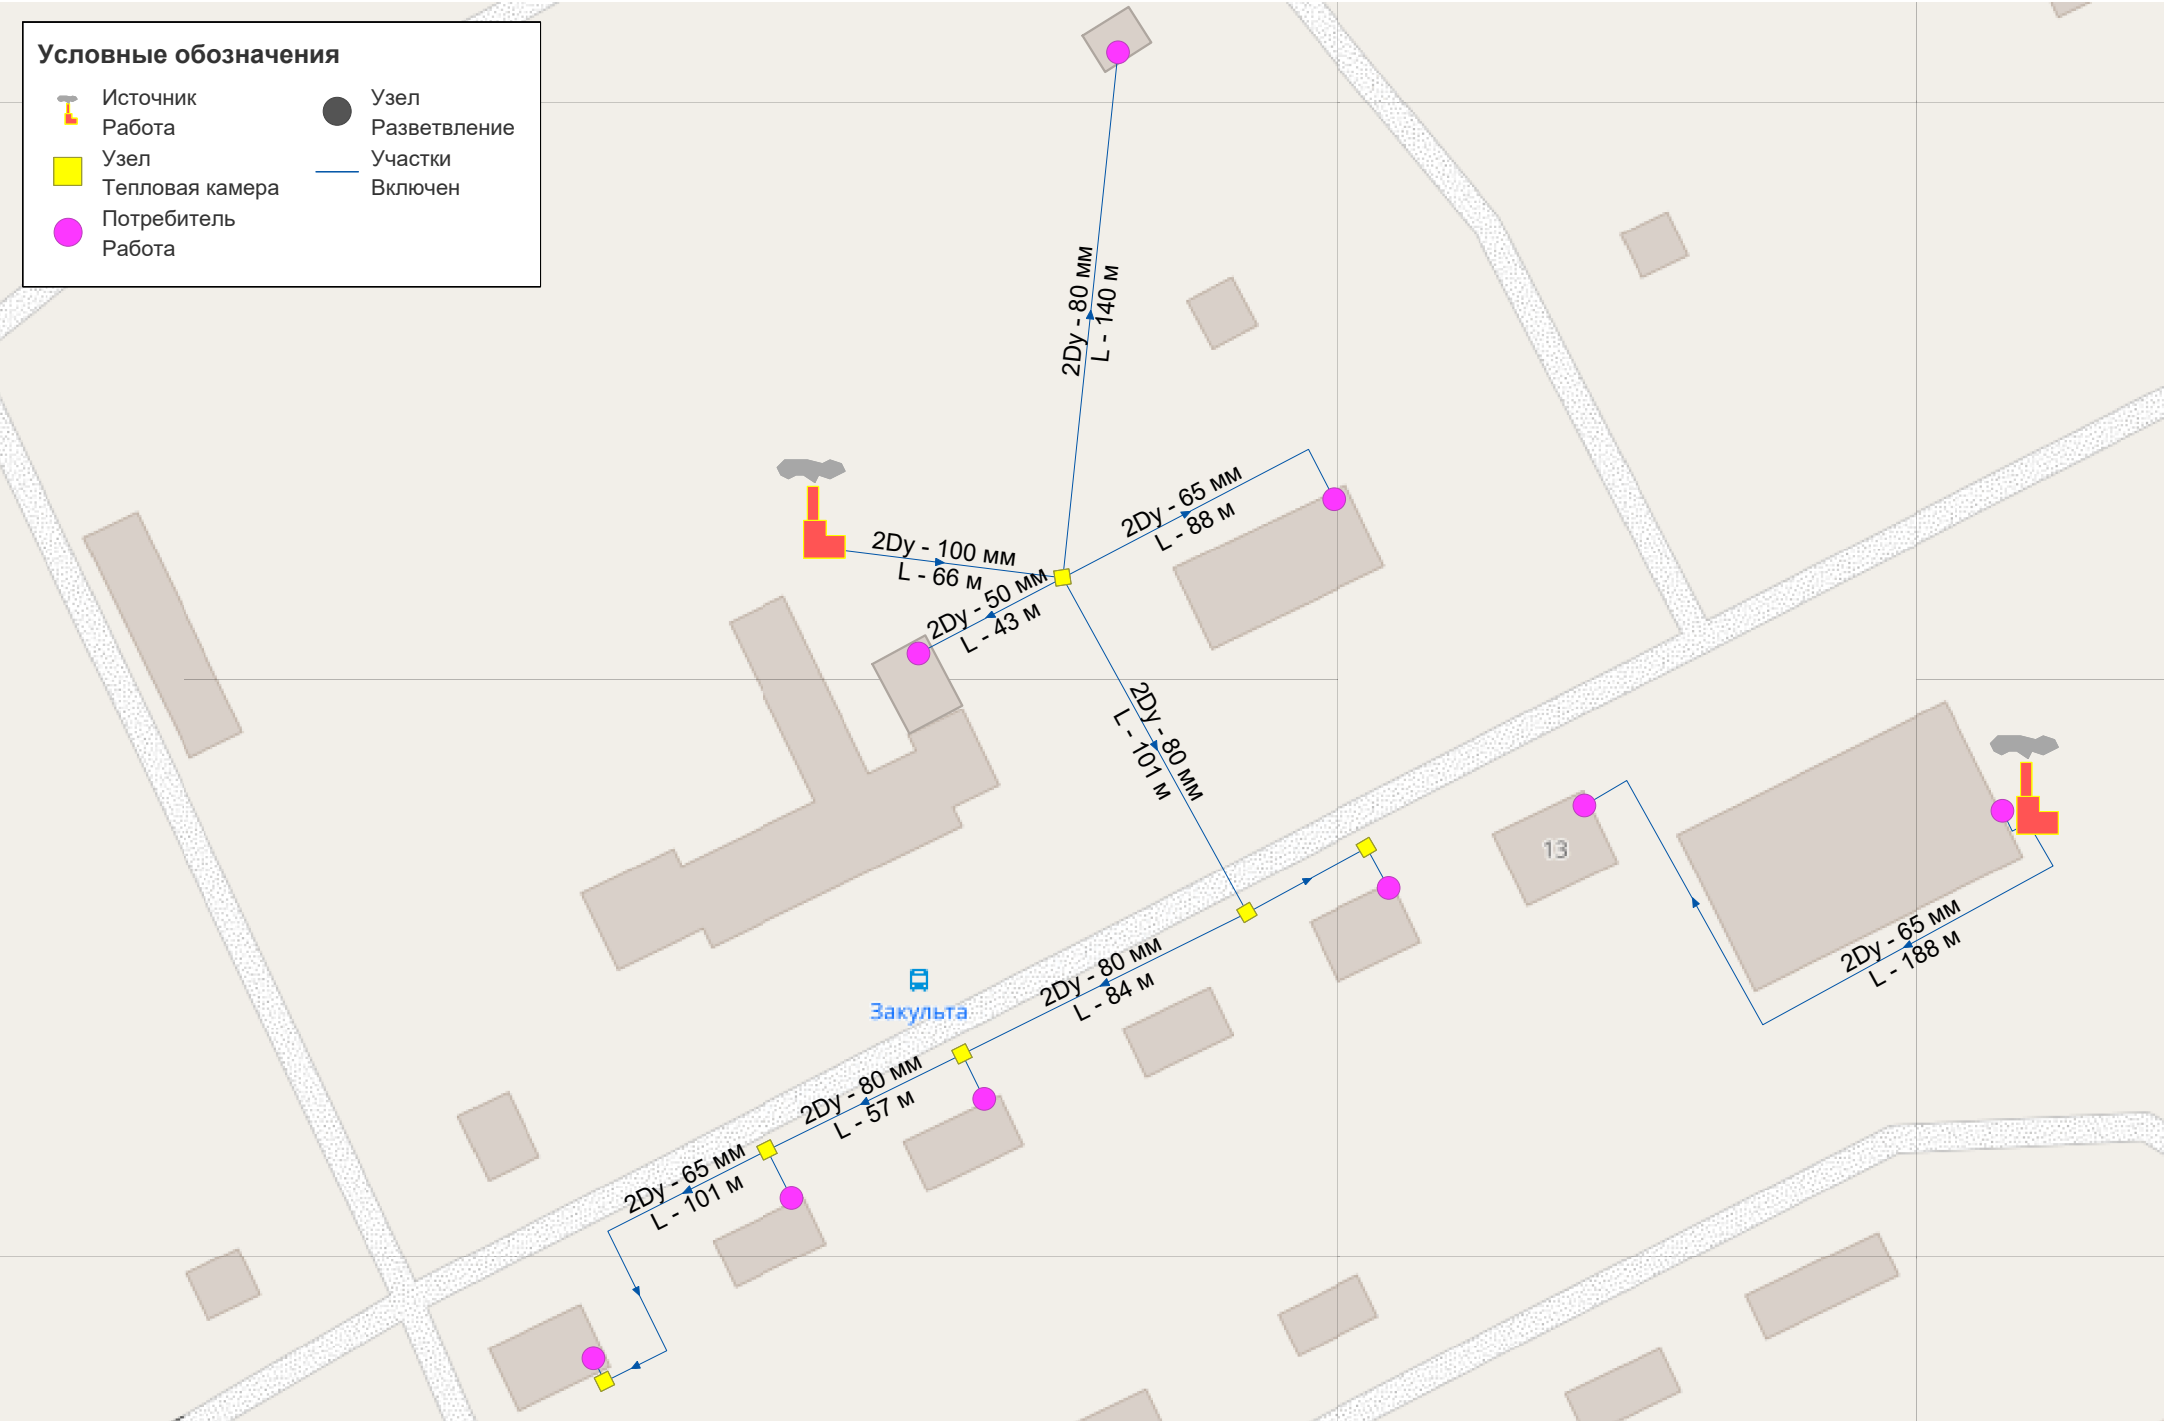 Условные обозначения
Источник
Работа
Узел
Тепловая камера
Потребитель
Работа
Узел
Разветвление
Участки
Включен
2Dy - 80 мм
L - 140 м
2Dy - 65 мм
L - 88 м
2Dy - 100 мм
L - 66 м
2Dy - 50 мм
L - 43 м
2Dy - 80 мм
L - 101 м
13
2Dy - 65 мм
L - 188 м
2Dy - 80 мм
L - 84 м
Закульта
2Dy - 80 мм
L - 57 м
2Dy - 65 мм
L - 101 м